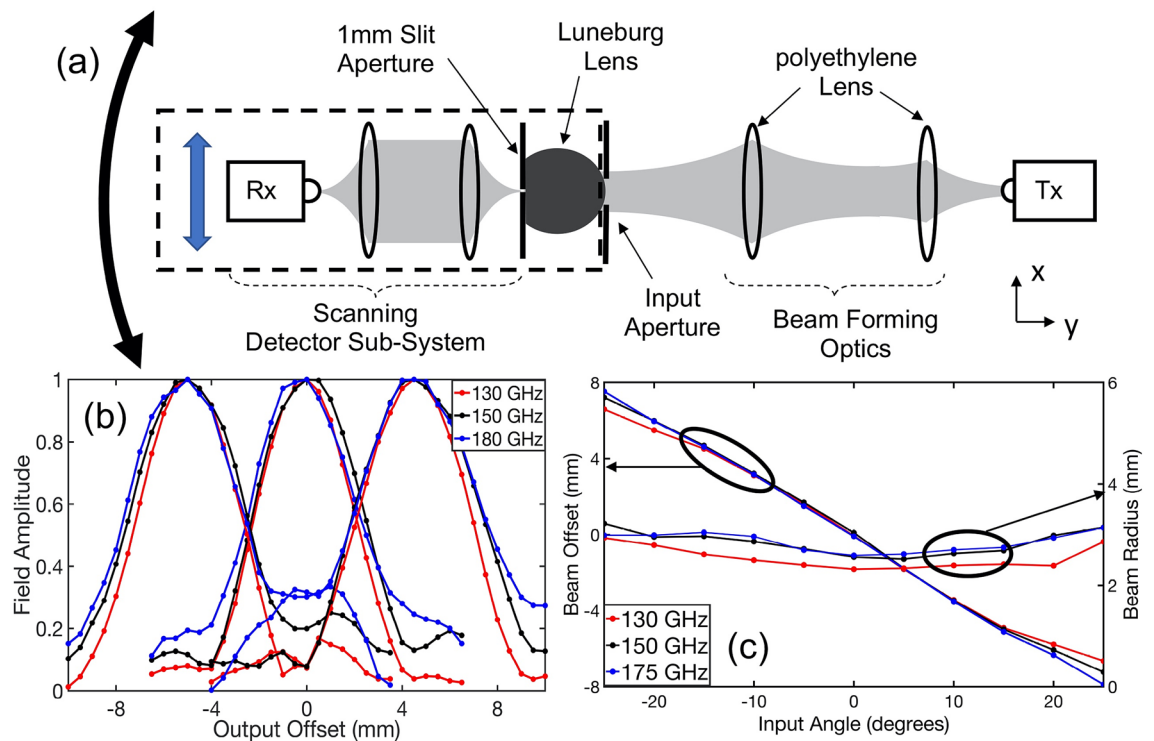 (a)
1mm Slit
Aperture
Luneburg
Lens
polyethylene
Lens
Rx
Tx
Scanning
Detector Sub-System
Input
Aperture
Beam Forming
Optics
x
y
(b)
130 GHz
150 GHz
180 GHz
Field Amplitude
1
0.8
0.6
0.4
0.2
0
-8
-4
0
4
8
Output Offset (mm)
(c)
130 GHz
150 GHz
175 GHz
Beam Offset (mm)
8
4
0
-4
-8
Beam Radius (mm)
6
4
2
0
-20
-10
0
10
20
Input Angle (degrees)